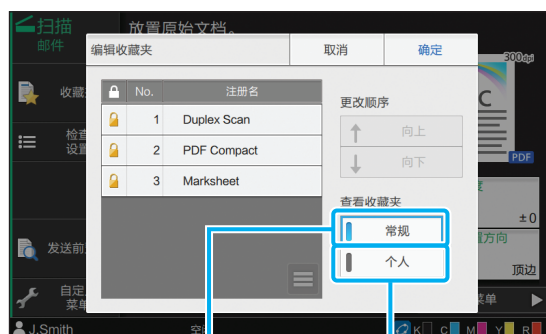 扫描
邮件
放置原始文档。
编辑收藏夹
取消
确定
300dpi
收藏
No.
注册名
更改顺序
C
1 Duplex Scan
向上
检查
设置
2 PDF Compact
向下
PDF
3 Marksheet
查看收藏夹
常规
±0
方向
发送前
个人
顶边
自定
菜单
菜单
J.Smith
K
C
M
Y
R